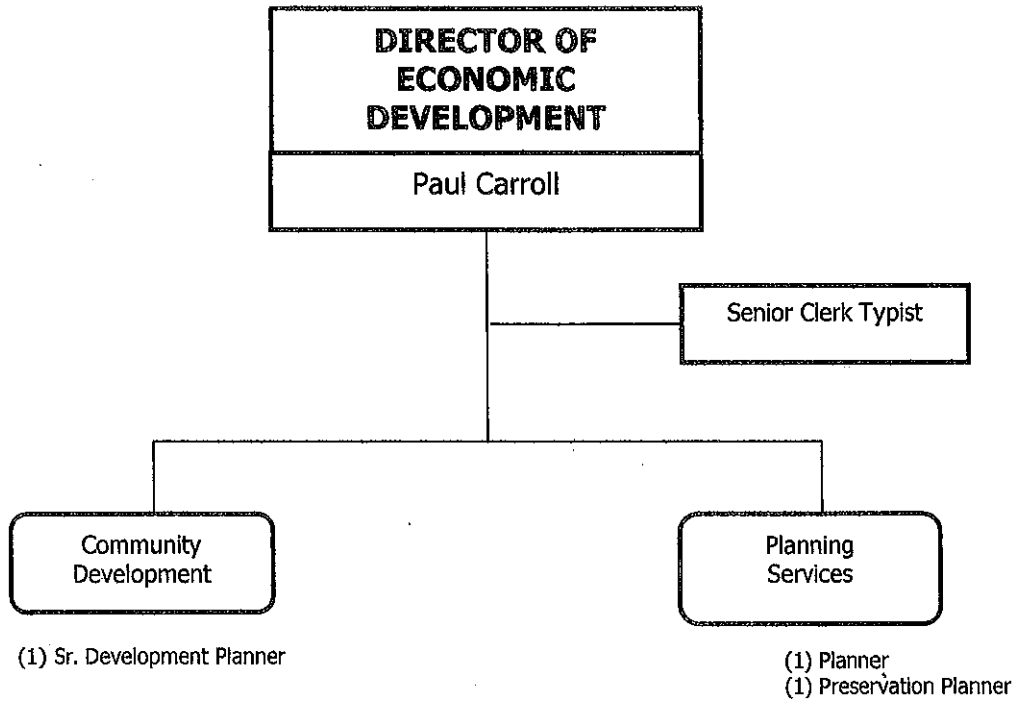 DIRECTOR OF
ECONOMIC
DEVELOPMENT
Paul Carroll
Senior Clerk Typist
Community
Development
Planning
Services
(1) Sr. Development Planner
(1) Planner
(1) Preservation Planner